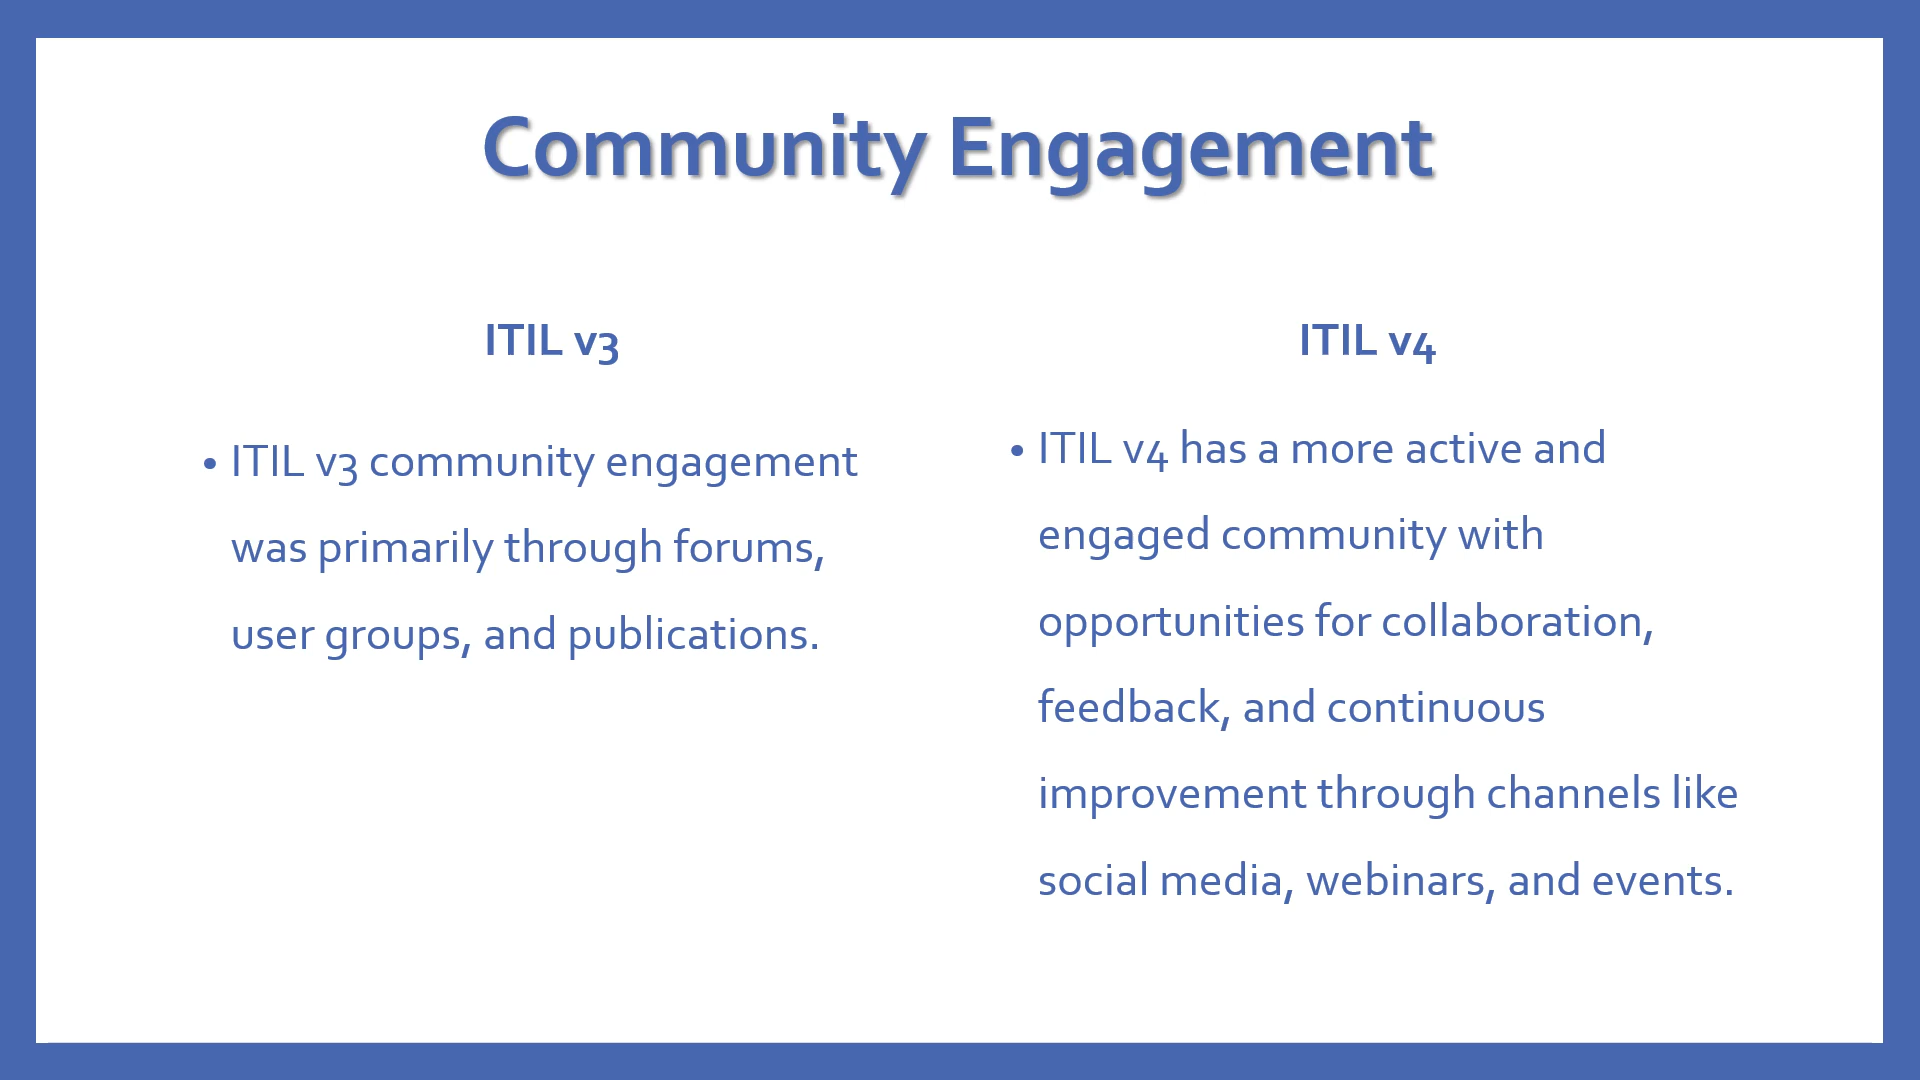 Community Engagement
ITIL v3
• ITIL v3 community engagement
was primarily through forums,
user groups, and publications.
ITIL v4
• ITIL v4 has a more active and
engaged community with
opportunities for collaboration,
feedback, and continuous
improvement through channels like
social media, webinars, and events.